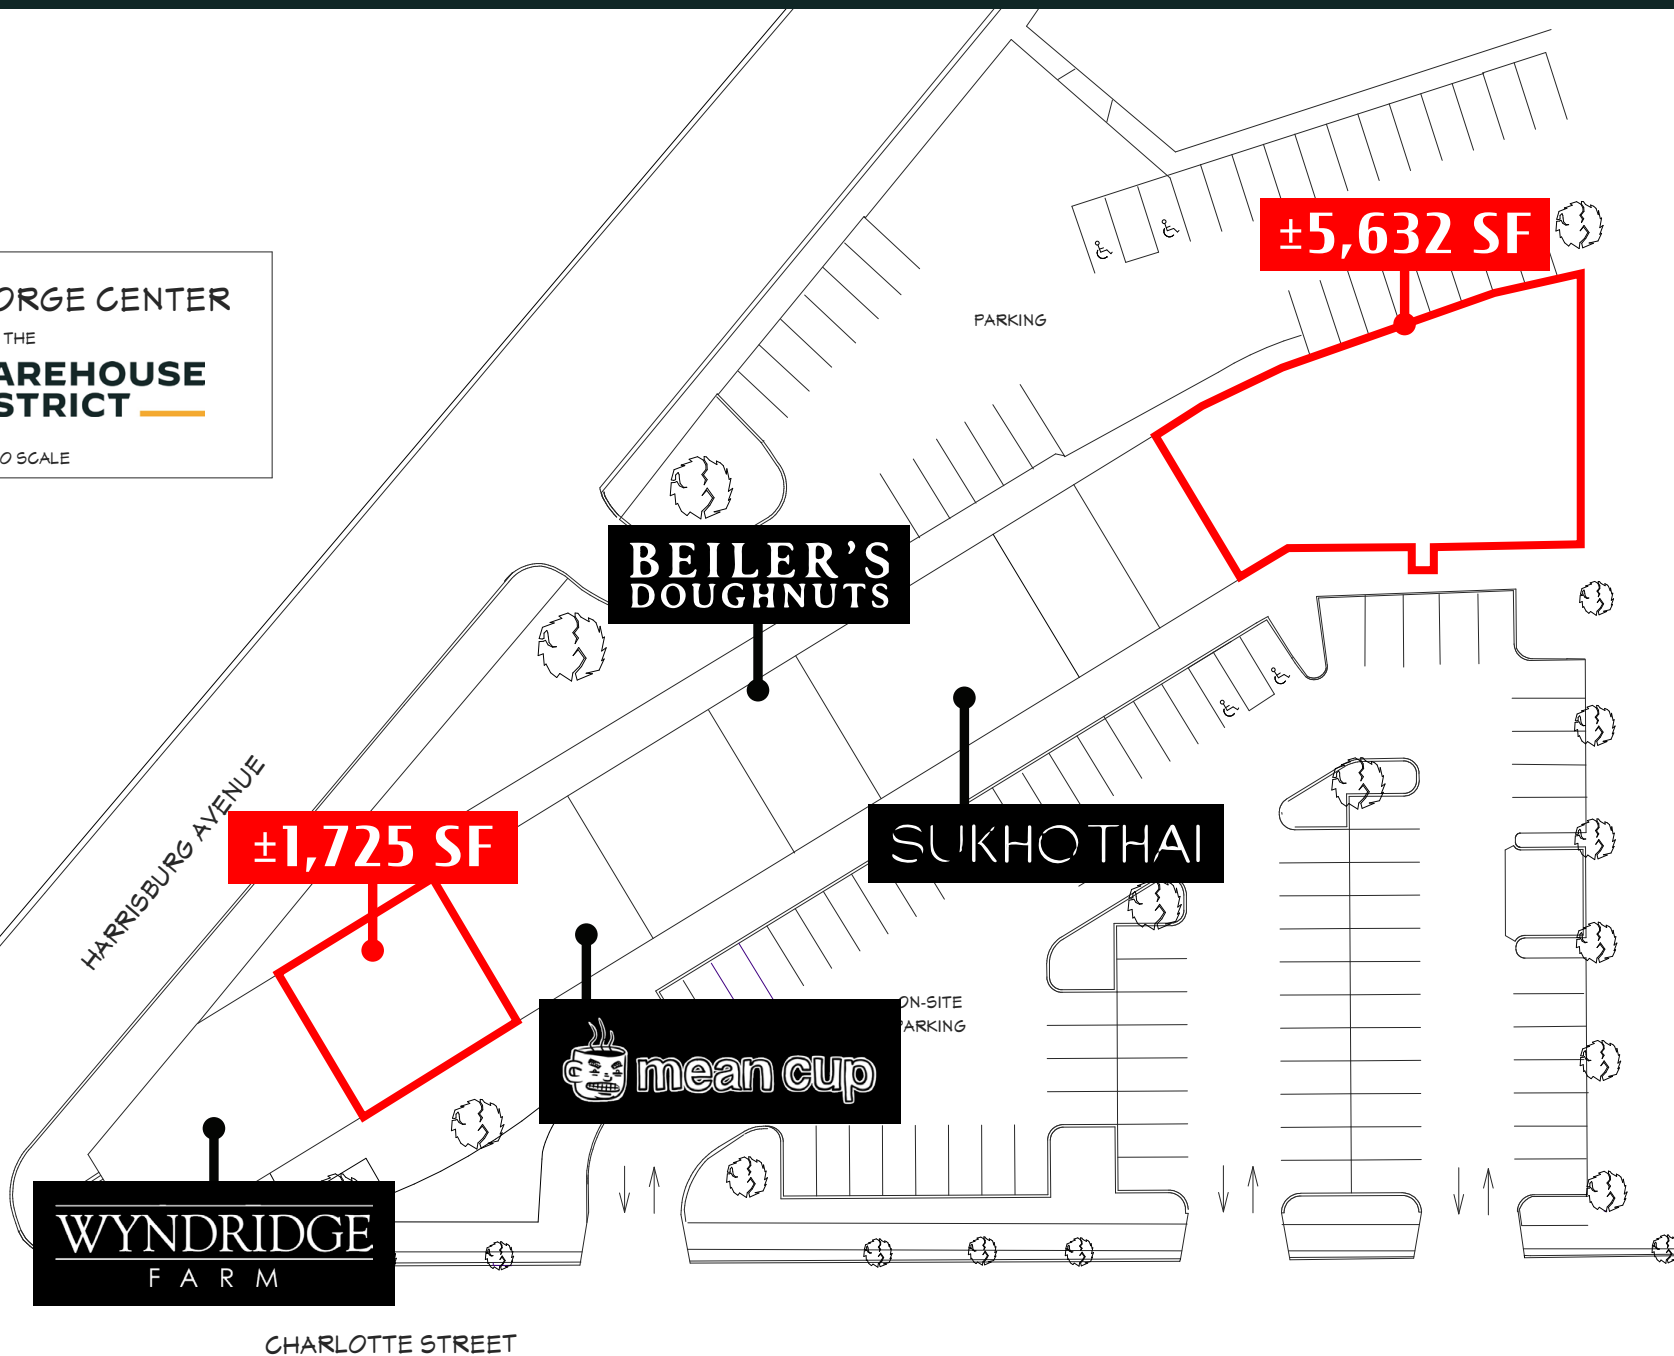 ORGE CENTER
THE
AREHOUSE
STRICT
O SCALE
±5,632 SF
PARKING
BEILER'S
DOUGHNUTS
HARRISBURG AVENUE
±1,725 SF
SUKHOTHAI
ON-SITE
PARKING
mean cup
WYNDRIDGE
FARM
CHARLOTTE STREET